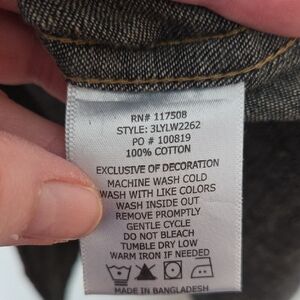 RN# 117508
STYLE: 3LYLW2262
PO # 100819
100% COTTON
EXCLUSIVE OF DECORATION
MACHINE WASH COLD
WASH WITH LIKE COLORS
WASH INSIDE OUT
REMOVE PROMPTLY
GENTLE CYCLE
DO NOT BLEACH
TUMBLE DRY LOW
WARM IRON IF NEEDED
MADE IN BANGLADESH